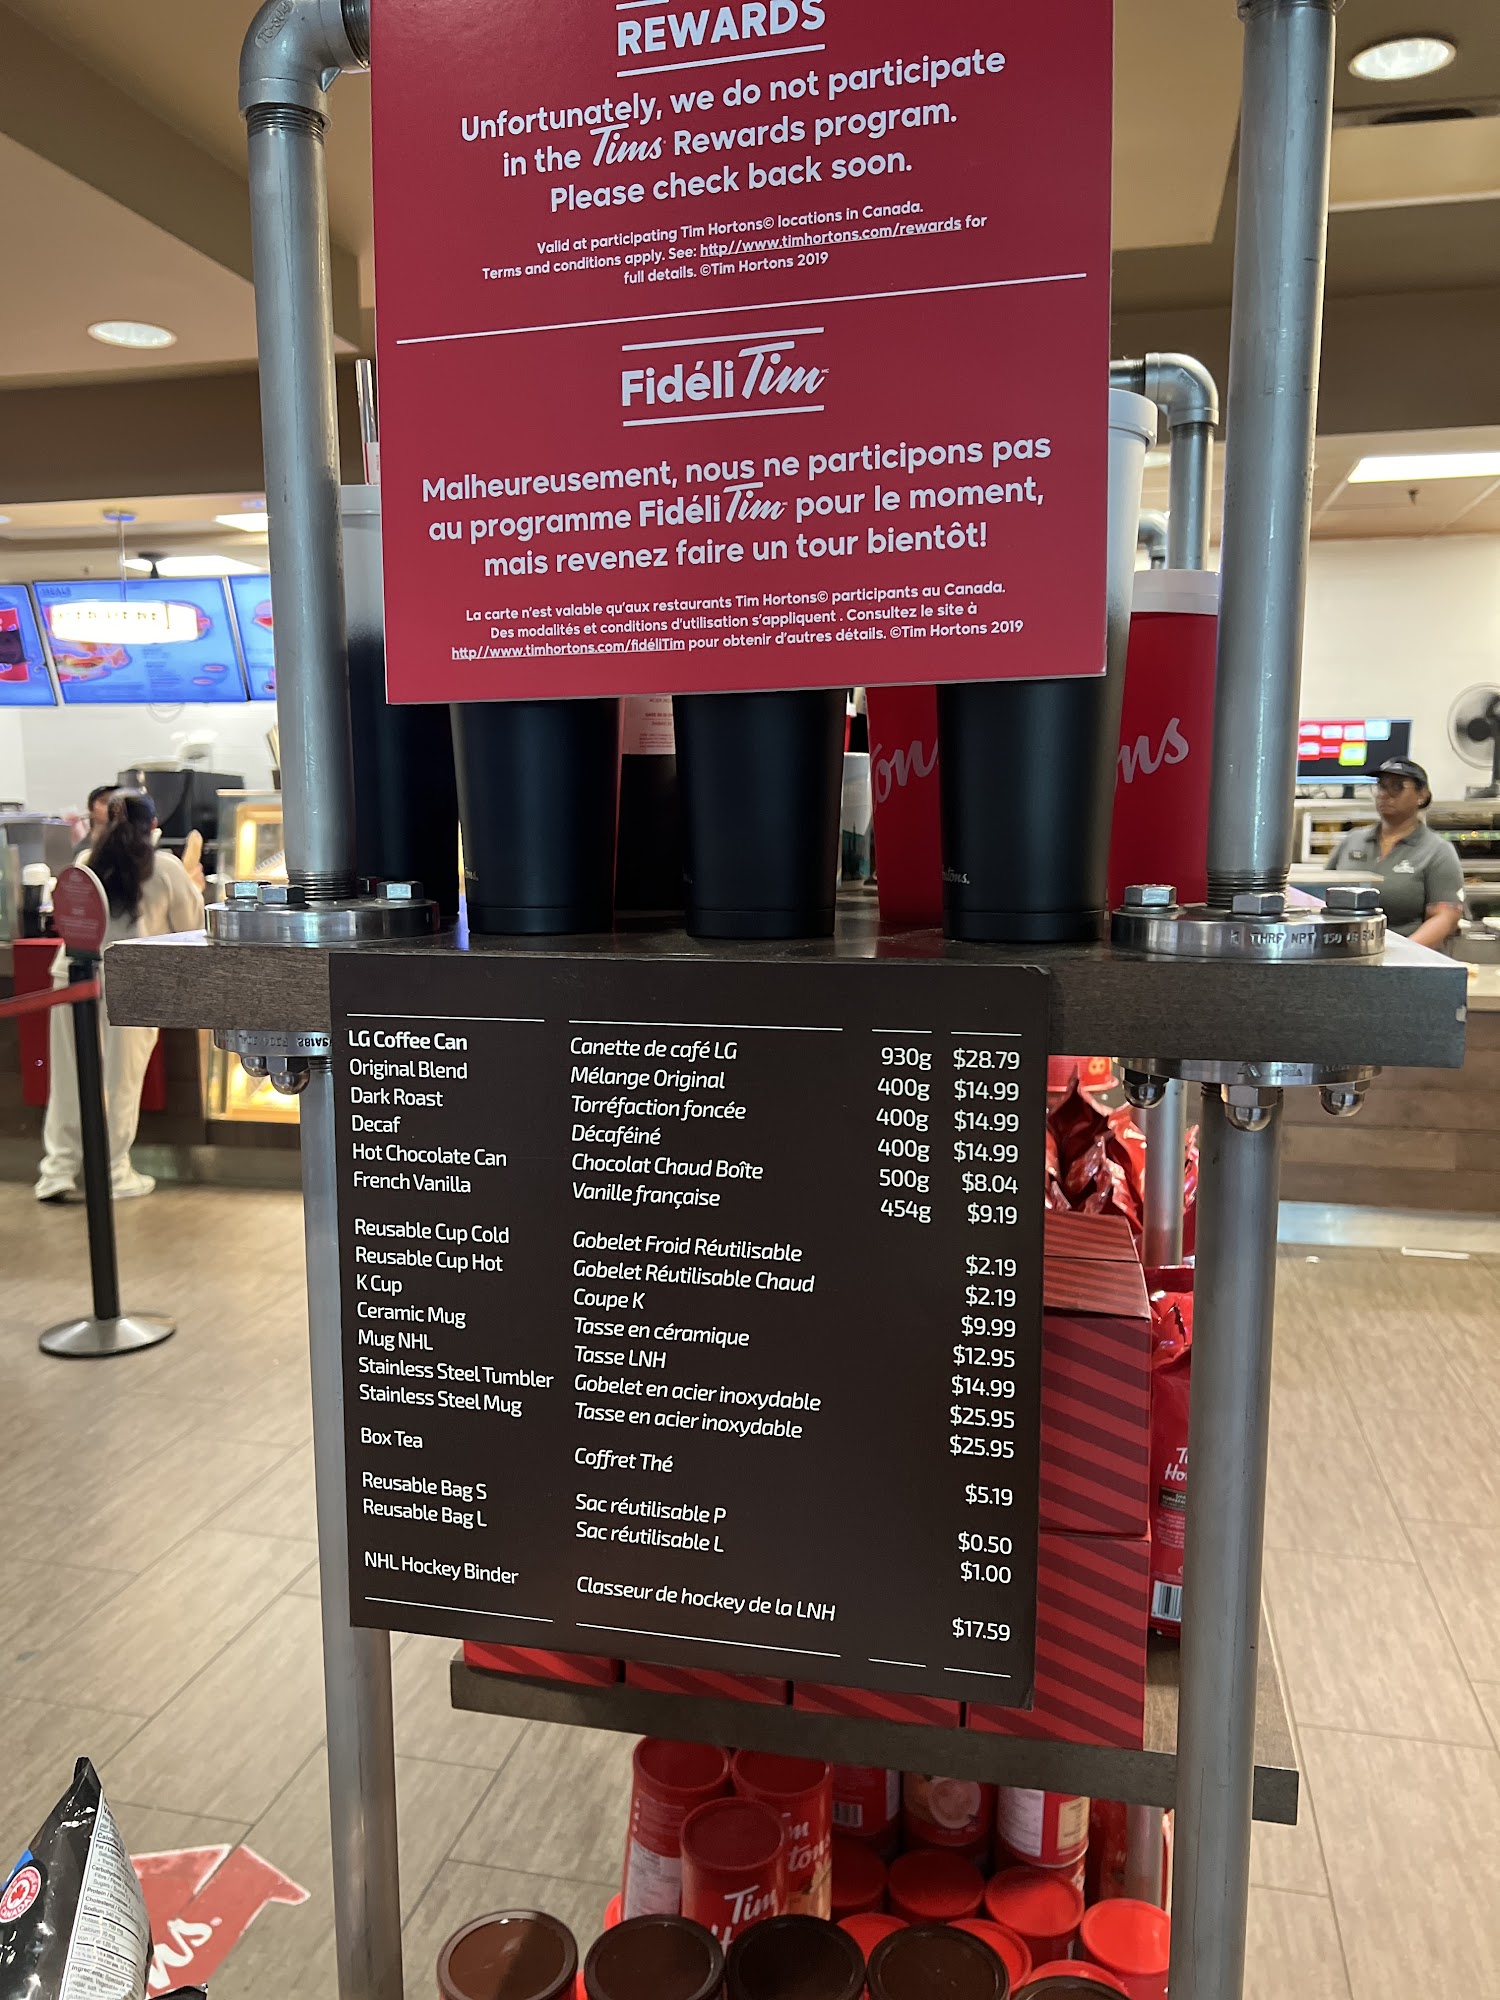 REWARDS
Unfortunately, we do not participate
in the Tims Rewards program.
Please check back soon.
Valid at participating Tim Hortons© locations in Canada.
Terms and conditions apply. See: http//www.timhortons.com/rewards for
full details. ©Tim Hortons 2019
FidéliTim MC
Malheureusement, nous ne participons pas
au programme FidéliTim pour le moment,
mais revenez faire un tour bientôt!
La carte n'est valable qu'aux restaurants Tim Hortons© participants au Canada.
Des modalités et conditions d'utilisation s'appliquent . Consultez le site à
http//www.timhortons.com/fidéliTim pour obtenir d'autres détails. ©Tim Hortons 2019
THRF NPT 150
LG Coffee Can Canette de café LG 930g $28.79
Original Blend Mélange Original 400g $14.99
Dark Roast Torréfaction foncée 400g $14.99
Decaf Décaféiné 400g $14.99
Hot Chocolate Can Chocolat Chaud Boîte 500g $8.04
French Vanilla Vanille française 454g $9.19
Reusable Cup Cold Gobelet Froid Réutilisable $2.19
Reusable Cup Hot Gobelet Réutilisable Chaud $2.19
K Cup Coupe K $9.99
Ceramic Mug Tasse en céramique $12.95
Mug NHL Tasse LNH $14.99
Stainless Steel Tumbler Gobelet en acier inoxydable $25.95
Stainless Steel Mug Tasse en acier inoxydable $25.95
Box Tea Coffret Thé $5.19
Reusable Bag S Sac réutilisable P $0.50
Reusable Bag L Sac réutilisable L $1.00
NHL Hockey Binder Classeur de hockey de la LNH $17.59
Tim